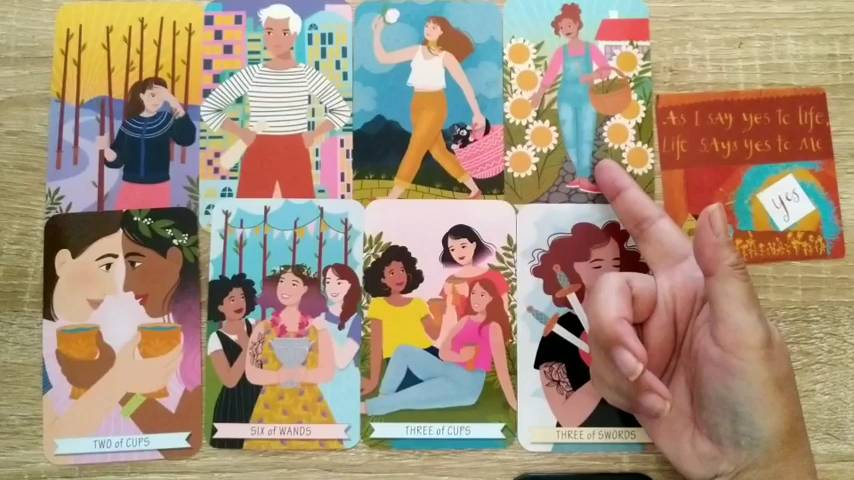 As I say yes to life,
Life says yes to me
yes
TWO of CUPS
SIX of WANDS
THREE of CUPS
THREE of SWORDS